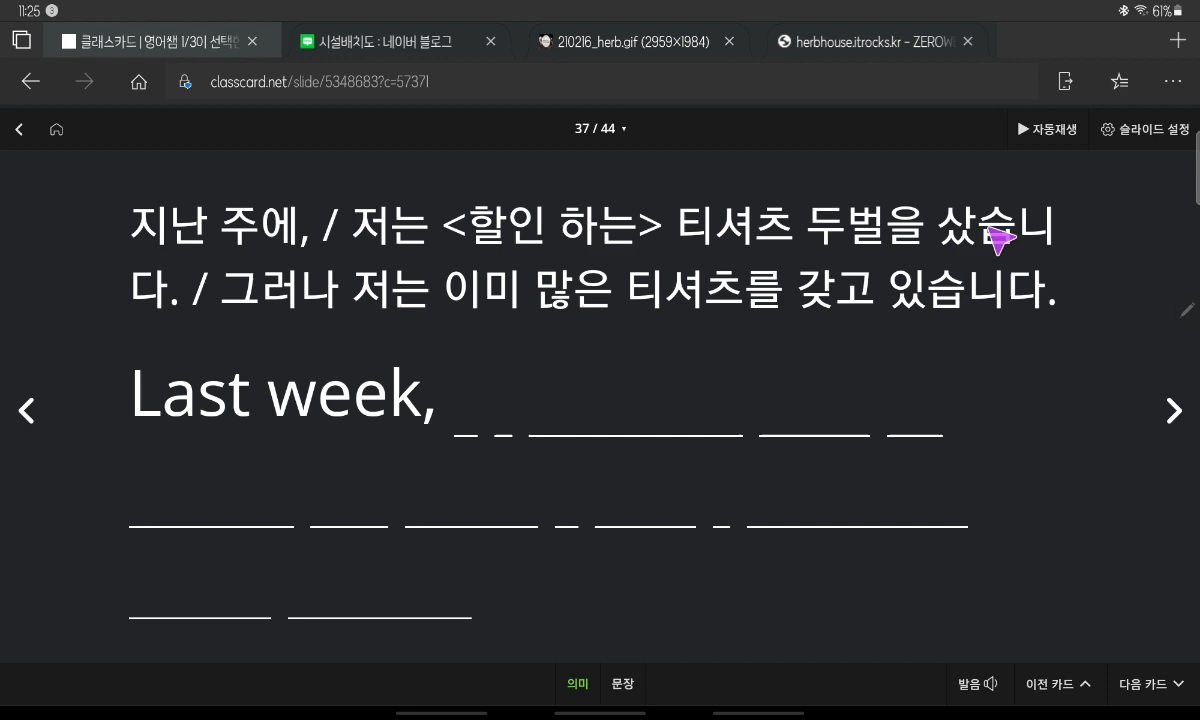 11:25 3 61%
클래스카드 | 영어쌤 1/3이 선택한 시설배치도 : 네이버 블로그 210216_herb.gif (2959×1984) herbhouse.itrocks.kr - ZEROW
classcard.net/slide/5348683?c=57371
37 / 44 자동재생 슬라이드 설정
지난 주에, / 저는 <할인 하는> 티셔츠 두벌을 샀습니
다. / 그러나 저는 이미 많은 티셔츠를 갖고 있습니다.
Last week,
의미 문장 발음 이전 카드 다음 카드